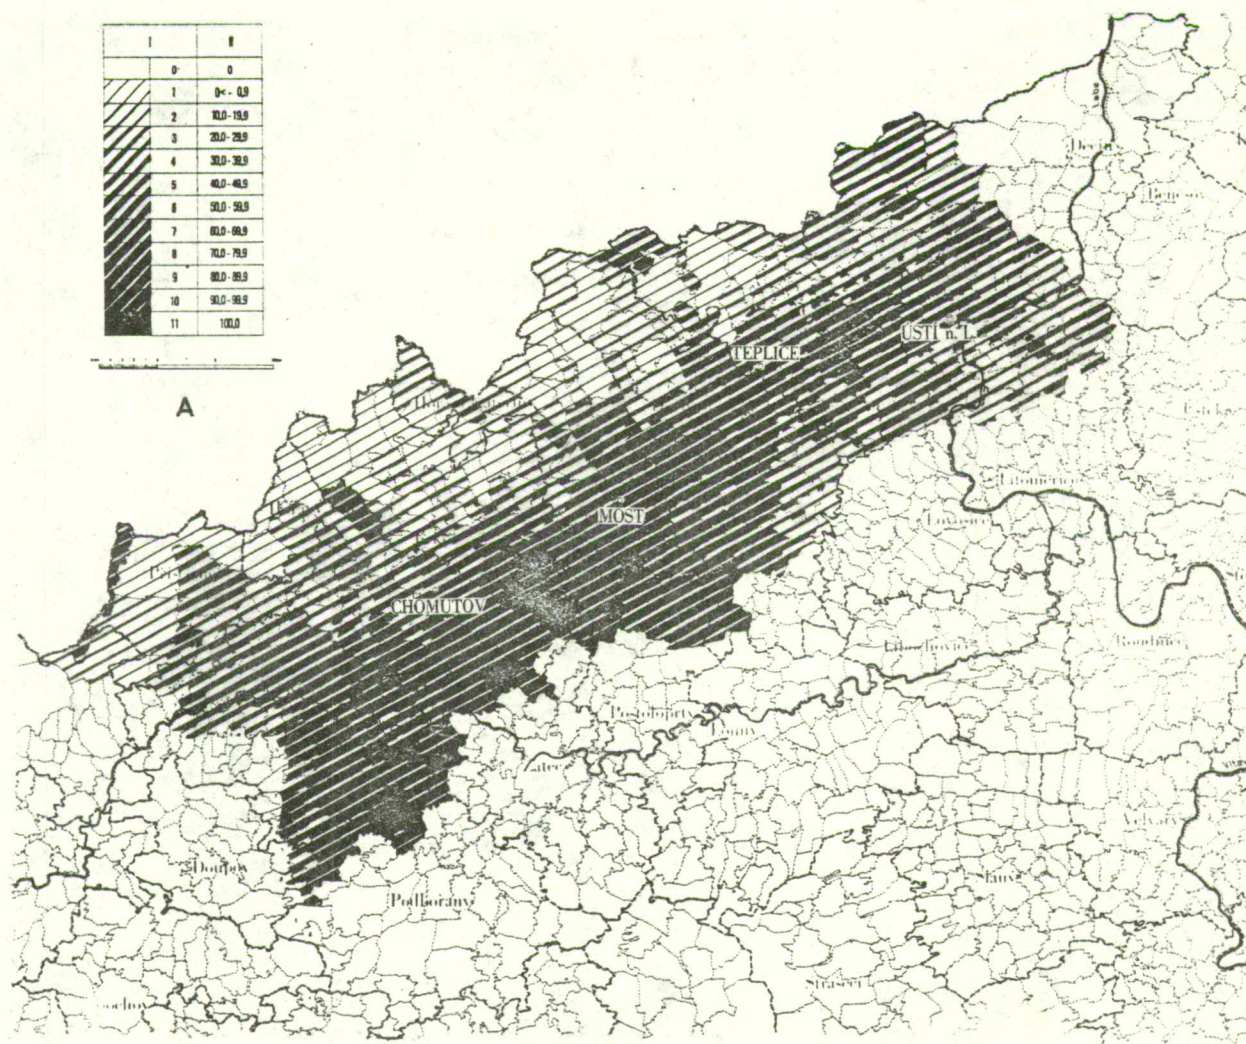 I II
0 0
1 0< - 0,9
2 10,0 - 19,9
3 20,0 - 29,9
4 30,0 - 39,9
5 40,0 - 49,9
6 50,0 - 59,9
7 60,0 - 69,9
8 70,0 - 79,9
9 80,0 - 89,9
10 90,0 - 99,9
11 100,0
A
Labe
Děčín
Benešov
ÚSTÍ n. L.
TEPLICE
Litoměřice
Lovosice
MOST
CHOMUTOV
Libochovice
Roudnice
Postoloprty
Louny
Žatec
Velvary
Doupov
Slaný
Podbořany
Strašecí